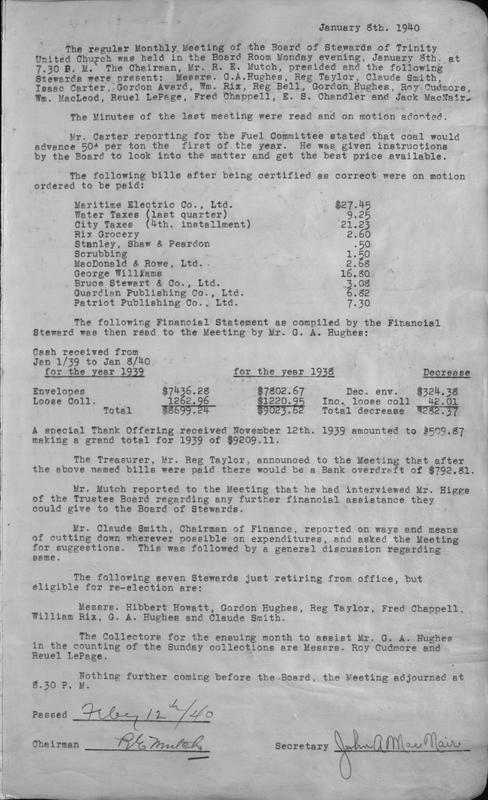 January 8th. 1940
The regular Monthly Meeting of the Board of Stewards of Trinity
United Church was held in the Board Room Monday evening, January 8th. at
7.30 P. M. The Chairman, Mr. R. E. Mutch, presided and the following
Stewards were present: Messrs. G.A.Hughes, Reg Taylor, Claude Smith,
Isaac Carter, Gordon Avard, Wm. Rix, Reg Bell, Gordon Hughes, Roy Cudmore,
Wm. MacLeod, Reuel LePage, Fred Chappell, E. S. Chandler and Jack MacNair.
The Minutes of the last meeting were read and on motion adopted.
Mr. Carter reporting for the Fuel Committee stated that coal would
advance 50¢ per ton the first of the year. He was given instructions
by the Board to look into the matter and get the best price available.
The following bills after being certified as correct were on motion
ordered to be paid:
Maritime Electric Co., Ltd. $27.45
Water Taxes (last quarter) 9.25
City Taxes (4th. installment) 21.23
Rix Grocery 2.60
Stanley, Shaw & Peardon .50
Scrubbing 1.50
MacDonald & Rowe, Ltd. 2.68
George Williams 16.80
Bruce Stewart & Co., Ltd. 3.08
Guardian Publishing Co., Ltd. 6.82
Patriot Publishing Co., Ltd. 7.30
The following Financial Statement as compiled by the Financial
Steward was then read to the Meeting by Mr. G. A. Hughes:
Cash received from
Jan 1/39 to Jan 8/40
for the year 1939 for the year 1938 Decrease
Envelopes $7436.28 $7802.67 Dec. env. $324.38
Loose Coll. 1262.96 $1220.95 Inc. loose coll 42.01
Total $8699.24 $9023.62 Total decrease $282.37
A special Thank Offering received November 12th. 1939 amounted to $509.87
making a grand total for 1939 of $9209.11.
The Treasurer, Mr. Reg Taylor, announced to the Meeting that after
the above named bills were paid there would be a Bank overdraft of $792.81.
Mr. Mutch reported to the Meeting that he had interviewed Mr. Higgs
of the Trustee Board regarding any further financial assistance they
could give to the Board of Stewards.
Mr. Claude Smith, Chairman of Finance, reported on ways and means
of cutting down wherever possible on expenditures, and asked the Meeting
for suggestions. This was followed by a general discussion regarding
same.
The following seven Stewards just retiring from office, but
eligible for re-election are:
Messrs. Hibbert Howatt, Gordon Hughes, Reg Taylor, Fred Chappell.
William Rix, G. A. Hughes and Claude Smith.
The Collectors for the ensuing month to assist Mr. G. A. Hughes
in the counting of the Sunday collections are Messrs. Roy Cudmore and
Reuel LePage.
Nothing further coming before the Board, the Meeting adjourned at
8.30 P. M.
Passed Feby 12th/40
Chairman R E Mutch Secretary John A MacNair